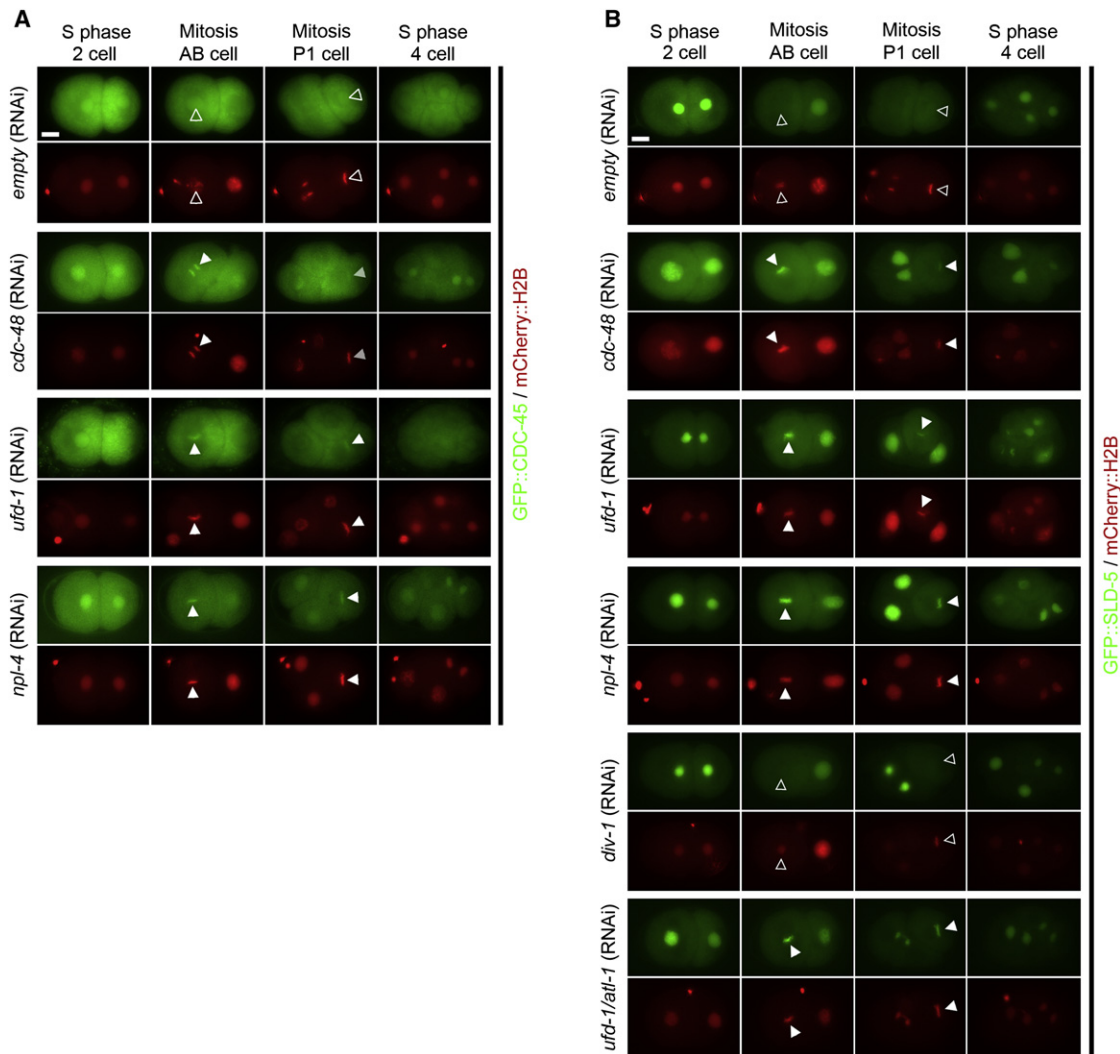 A
S phase
2 cell
Mitosis
AB cell
Mitosis
P1 cell
S phase
4 cell
empty (RNAi)
cdc-48 (RNAi)
ufd-1 (RNAi)
npl-4 (RNAi)
GFP::CDC-45 / mCherry::H2B
B
S phase
2 cell
Mitosis
AB cell
Mitosis
P1 cell
S phase
4 cell
empty (RNAi)
cdc-48 (RNAi)
ufd-1 (RNAi)
npl-4 (RNAi)
div-1 (RNAi)
ufd-1/atl-1 (RNAi)
GFP::SLD-5 / mCherry::H2B